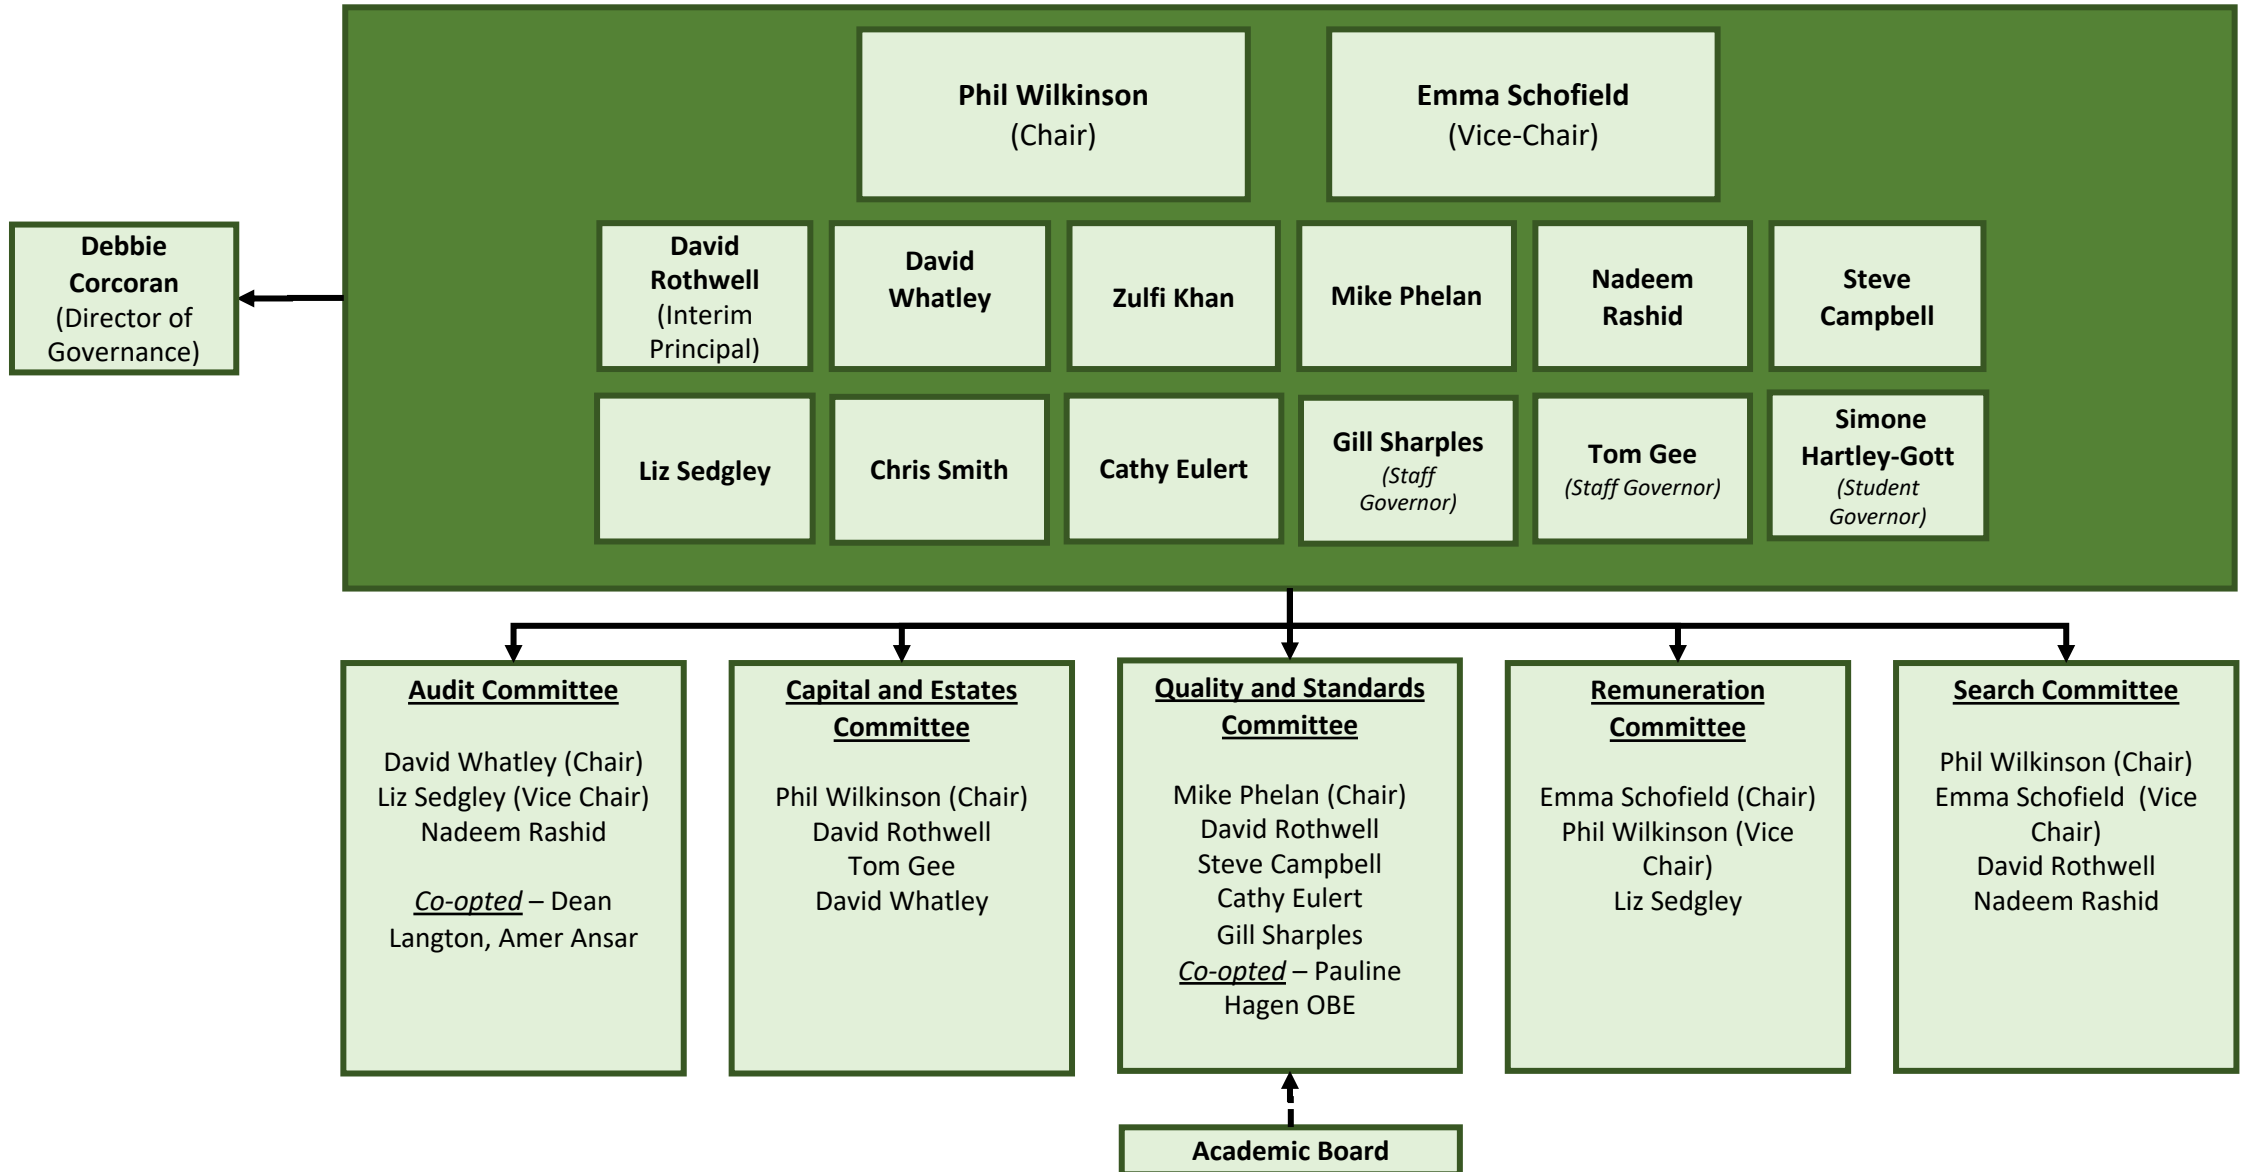 Phil Wilkinson
(Chair)
Emma Schofield
(Vice-Chair)
Debbie
Corcoran
(Director of
Governance)
David
Rothwell
(Interim
Principal)
David
Whatley
Zulfi Khan
Mike Phelan
Nadeem
Rashid
Steve
Campbell
Liz Sedgley
Chris Smith
Cathy Eulert
Gill Sharples
(Staff
Governor)
Tom Gee
(Staff Governor)
Simone
Hartley-Gott
(Student
Governor)
Audit Committee
David Whatley (Chair)
Liz Sedgley (Vice Chair)
Nadeem Rashid
Co-opted – Dean
Langton, Amer Ansar
Capital and Estates
Committee
Phil Wilkinson (Chair)
David Rothwell
Tom Gee
David Whatley
Quality and Standards
Committee
Mike Phelan (Chair)
David Rothwell
Steve Campbell
Cathy Eulert
Gill Sharples
Co-opted – Pauline
Hagen OBE
Remuneration
Committee
Emma Schofield (Chair)
Phil Wilkinson (Vice
Chair)
Liz Sedgley
Search Committee
Phil Wilkinson (Chair)
Emma Schofield  (Vice
Chair)
David Rothwell
Nadeem Rashid
Academic Board